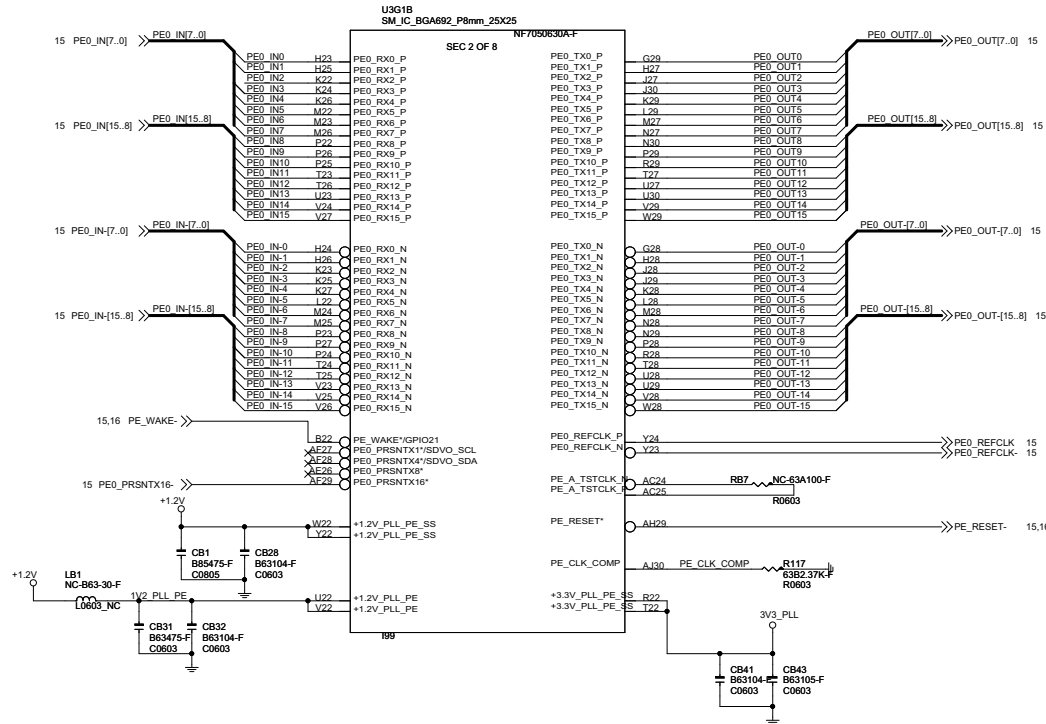 U3G1B
SM_IC_BGA692_P8mm_25X25
NF7050630A-F
SEC 2 OF 8
15 PE0_IN[7..0] PE0_IN[7..0]
PE0_IN0 H23 PE0_RX0_P
PE0_IN1 H25 PE0_RX1_P
PE0_IN2 K22 PE0_RX2_P
PE0_IN3 K24 PE0_RX3_P
PE0_IN4 K26 PE0_RX4_P
PE0_IN5 M22 PE0_RX5_P
15 PE0_IN[15..8] PE0_IN[15..8]
PE0_IN6 M23 PE0_RX6_P
PE0_IN7 M26 PE0_RX7_P
PE0_IN8 P22 PE0_RX8_P
PE0_IN9 P26 PE0_RX9_P
PE0_IN10 P25 PE0_RX10_P
PE0_IN11 T23 PE0_RX11_P
PE0_IN12 T26 PE0_RX12_P
PE0_IN13 U23 PE0_RX13_P
PE0_IN14 V24 PE0_RX14_P
PE0_IN15 V27 PE0_RX15_P
15 PE0_IN-[7..0] PE0_IN-[7..0]
PE0_IN-0 H24 PE0_RX0_N
PE0_IN-1 H26 PE0_RX1_N
PE0_IN-2 K23 PE0_RX2_N
PE0_IN-3 K25 PE0_RX3_N
PE0_IN-4 K27 PE0_RX4_N
PE0_IN-5 L22 PE0_RX5_N
15 PE0_IN-[15..8] PE0_IN-[15..8]
PE0_IN-6 M24 PE0_RX6_N
PE0_IN-7 M25 PE0_RX7_N
PE0_IN-8 P23 PE0_RX8_N
PE0_IN-9 P27 PE0_RX9_N
PE0_IN-10 P24 PE0_RX10_N
PE0_IN-11 T24 PE0_RX11_N
PE0_IN-12 T25 PE0_RX12_N
PE0_IN-13 V23 PE0_RX13_N
PE0_IN-14 V25 PE0_RX14_N
PE0_IN-15 V26 PE0_RX15_N
15,16 PE_WAKE-
B22 PE_WAKE*/GPIO21
AF27 PE0_PRSNTX1*/SDVO_SCL
AF28 PE0_PRSNTX4*/SDVO_SDA
AE26 PE0_PRSNTX8*
15 PE0_PRSNTX16- AF29 PE0_PRSNTX16*
+1.2V
W22 +1.2V_PLL_PE_SS
Y22 +1.2V_PLL_PE_SS
CB1
B85475-F
C0805
CB28
B63104-F
C0603
+1.2V
LB1
NC-B63-30-F
L0603_NC
1V2_PLL_PE
U22 +1.2V_PLL_PE
V22 +1.2V_PLL_PE
CB31
B63475-F
C0603
CB32
B63104-F
C0603
I99
PE0_OUT[7..0] PE0_OUT[7..0] 15
PE0_TX0_P G29 PE0_OUT0
PE0_TX1_P H27 PE0_OUT1
PE0_TX2_P J27 PE0_OUT2
PE0_TX3_P J30 PE0_OUT3
PE0_TX4_P K29 PE0_OUT4
PE0_TX5_P L29 PE0_OUT5
PE0_OUT[15..8] PE0_OUT[15..8] 15
PE0_TX6_P M27 PE0_OUT6
PE0_TX7_P N27 PE0_OUT7
PE0_TX8_P N30 PE0_OUT8
PE0_TX9_P P29 PE0_OUT9
PE0_TX10_P R29 PE0_OUT10
PE0_TX11_P T27 PE0_OUT11
PE0_TX12_P U27 PE0_OUT12
PE0_TX13_P U30 PE0_OUT13
PE0_TX14_P V29 PE0_OUT14
PE0_TX15_P W29 PE0_OUT15
PE0_OUT-[7..0] PE0_OUT-[7..0] 15
PE0_TX0_N G28 PE0_OUT-0
PE0_TX1_N H28 PE0_OUT-1
PE0_TX2_N J28 PE0_OUT-2
PE0_TX3_N J29 PE0_OUT-3
PE0_TX4_N K28 PE0_OUT-4
PE0_TX5_N L28 PE0_OUT-5
PE0_OUT-[15..8] PE0_OUT-[15..8] 15
PE0_TX6_N M28 PE0_OUT-6
PE0_TX7_N N28 PE0_OUT-7
PE0_TX8_N N29 PE0_OUT-8
PE0_TX9_N P28 PE0_OUT-9
PE0_TX10_N R28 PE0_OUT-10
PE0_TX11_N T28 PE0_OUT-11
PE0_TX12_N U28 PE0_OUT-12
PE0_TX13_N U29 PE0_OUT-13
PE0_TX14_N V28 PE0_OUT-14
PE0_TX15_N W28 PE0_OUT-15
PE0_REFCLK_P Y24 PE0_REFCLK 15
PE0_REFCLK_N Y23 PE0_REFCLK- 15
PE_A_TSTCLK_N AC24 RB7 NC-63A100-F
PE_A_TSTCLK_P AC25 R0603
PE_RESET* AH29 PE_RESET- 15,16
PE_CLK_COMP AJ30 PE_CLK_COMP R117
63B2.37K-F
R0603
+3.3V_PLL_PE_SS R22
+3.3V_PLL_PE_SS T22
3V3_PLL
CB41
B63104-F
C0603
CB43
B63105-F
C0603